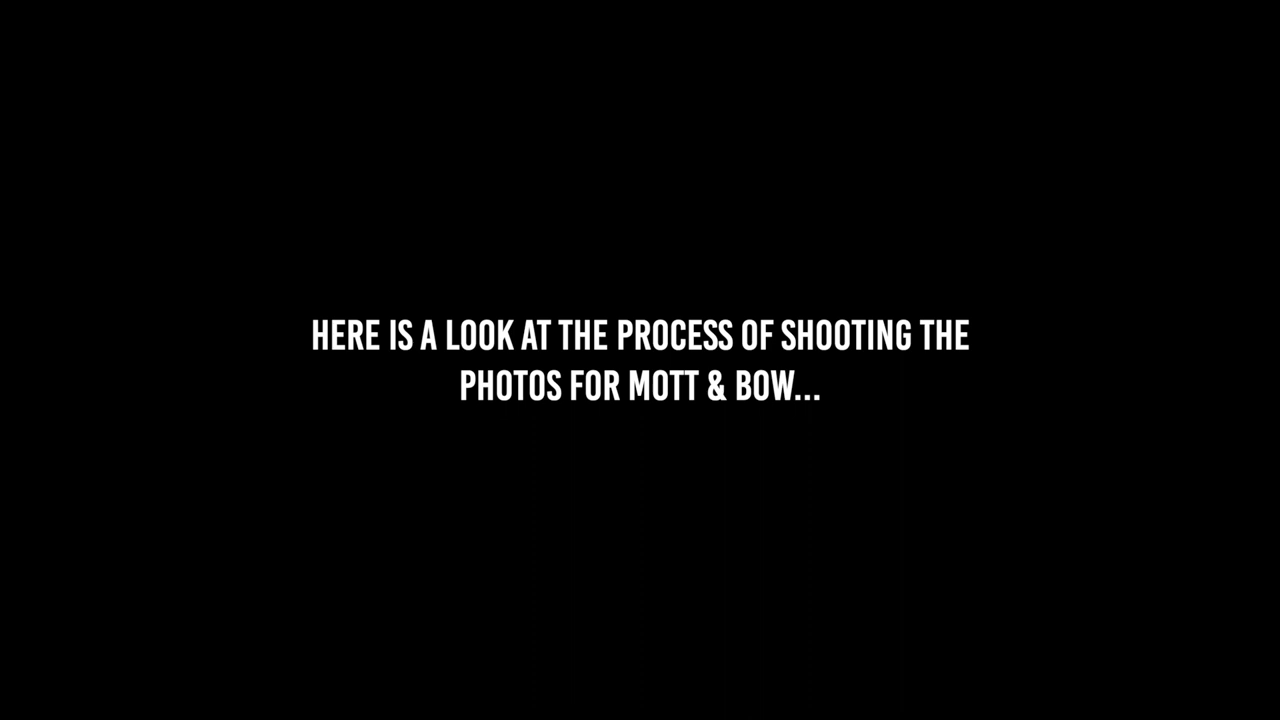 HERE IS A LOOK AT THE PROCESS OF SHOOTING THE
PHOTOS FOR MOTT & BOW...